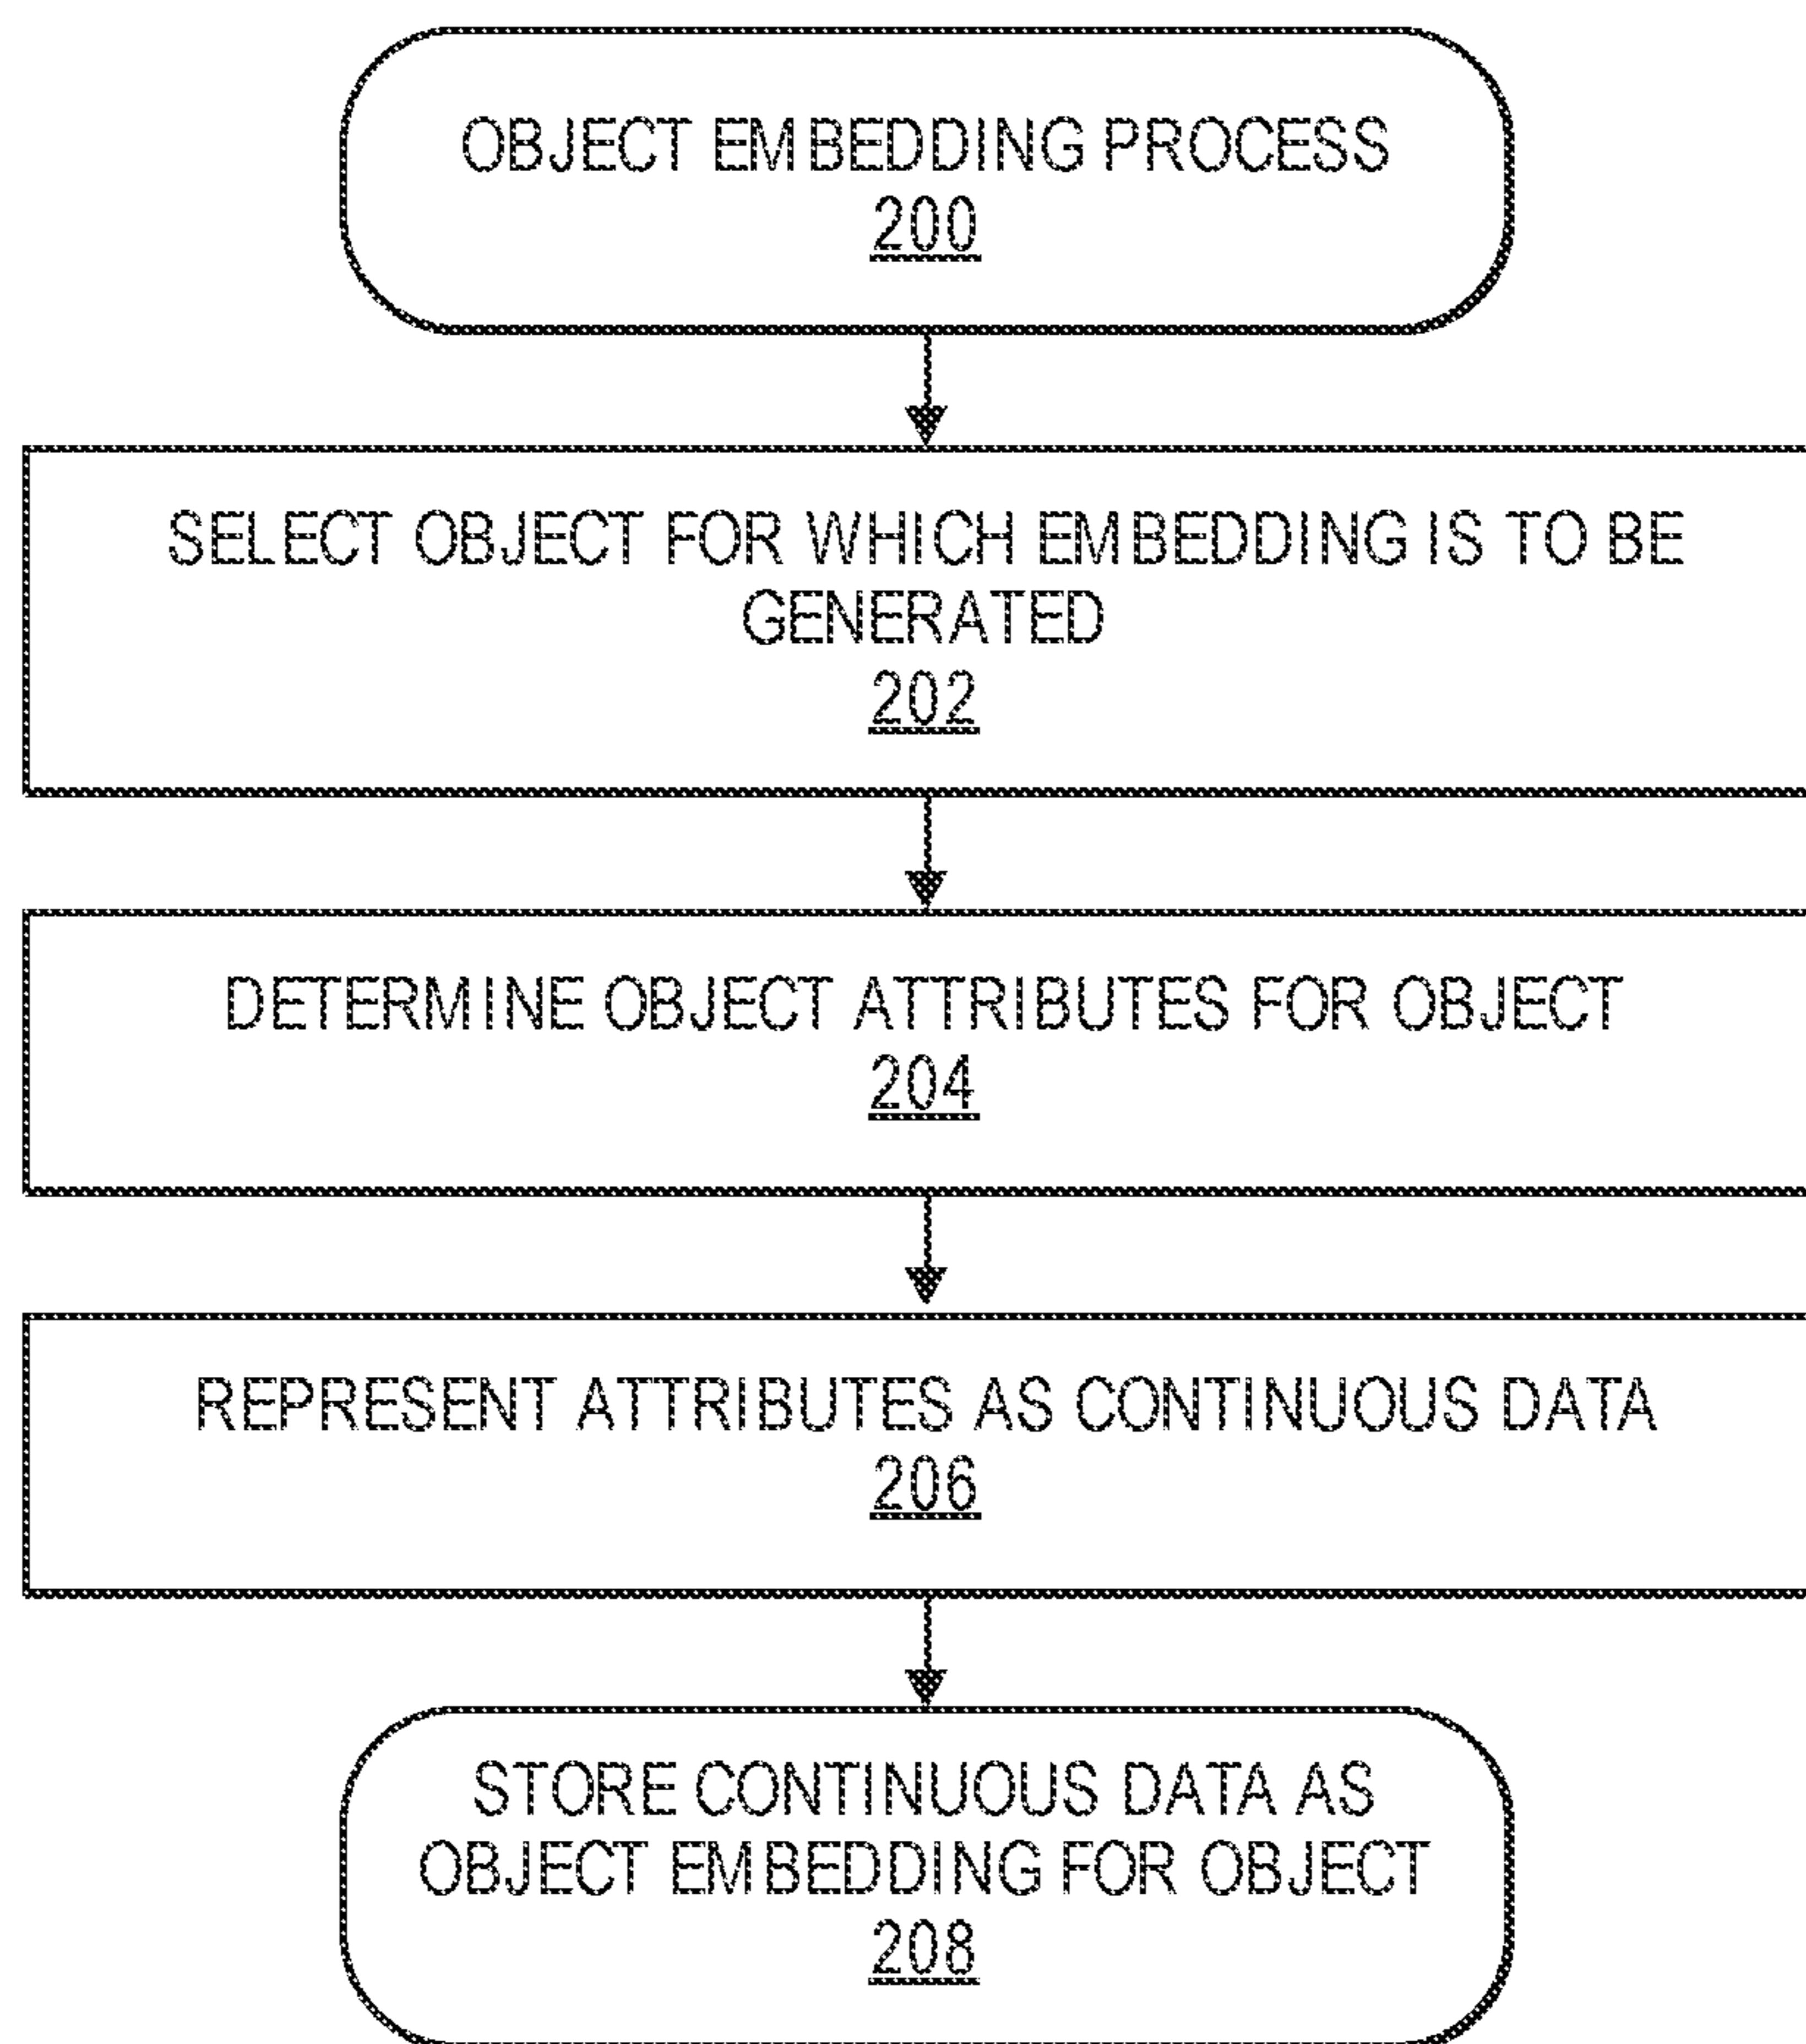 OBJECT EMBEDDING PROCESS
200
SELECT OBJECT FOR WHICH EMBEDDING IS TO BE
GENERATED
202
DETERMINE OBJECT ATTRIBUTES FOR OBJECT
204
REPRESENT ATTRIBUTES AS CONTINUOUS DATA
206
STORE CONTINUOUS DATA AS
OBJECT EMBEDDING FOR OBJECT
208